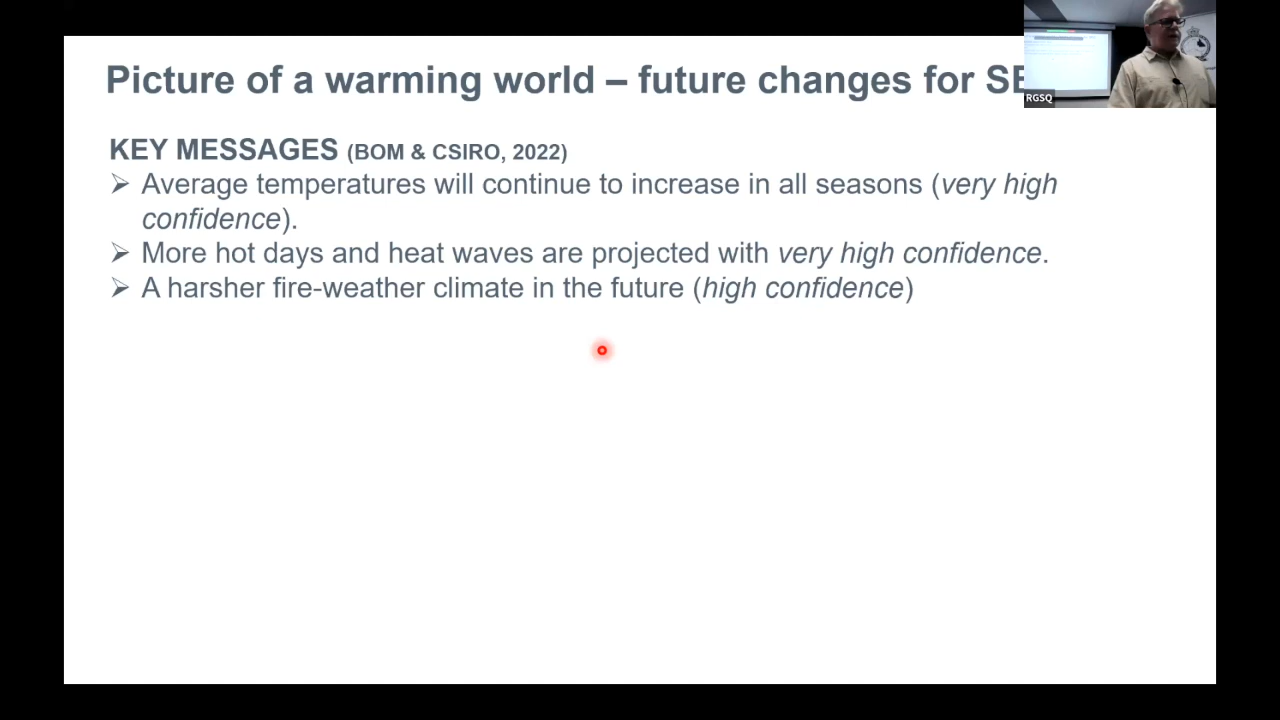 Picture of a warming world – future changes for SE
KEY MESSAGES (BOM & CSIRO, 2022)
➢ Average temperatures will continue to increase in all seasons (very high
confidence).
➢ More hot days and heat waves are projected with very high confidence.
➢ A harsher fire-weather climate in the future (high confidence)
RGSQ